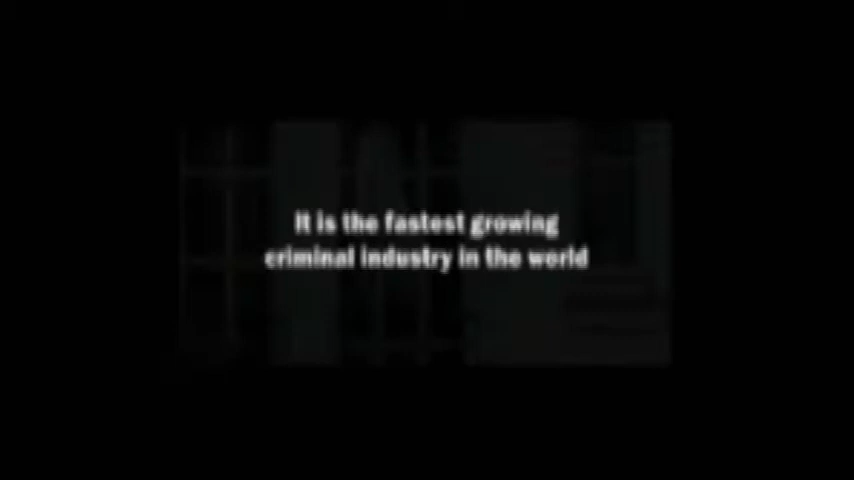 It is the fastest growing
criminal industry in the world